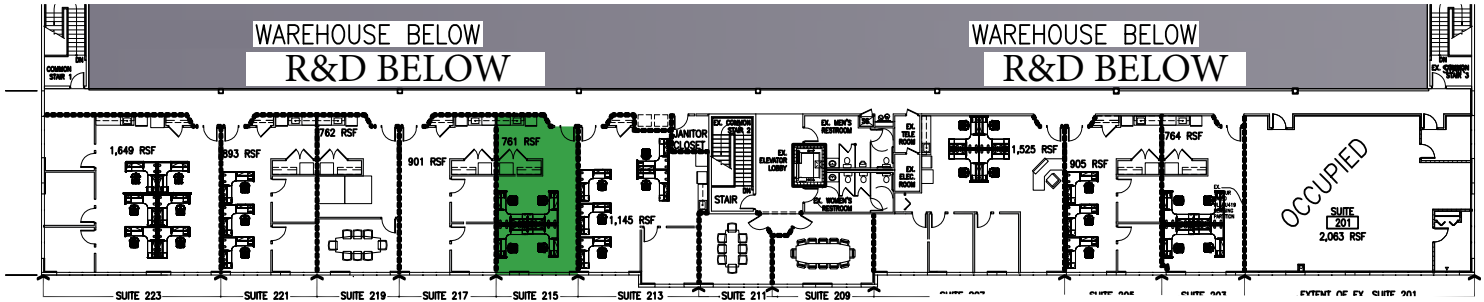 WAREHOUSE BELOW
R&D BELOW
WAREHOUSE BELOW
R&D BELOW
COMMON
STAIR 1
DN
DN
EX. COMMON
STAIR 3
1,649 RSF
893 RSF
762 RSF
901 RSF
761 RSF
1,145 RSF
JANITOR
CLOSET
EX. COMMON
STAIR 2
DN
STAIR
EX.
ELEVATOR
LOBBY
EX. MEN'S
RESTROOM
EX. WOMEN'S
RESTROOM
EX.
TELE
ROOM
EX.
ELEC.
ROOM
1,525 RSF
905 RSF
764 RSF
OCCUPIED
SUITE
201
2,063 RSF
SUITE 223
SUITE 221
SUITE 219
SUITE 217
SUITE 215
SUITE 213
SUITE 211
SUITE 209
SUITE 207
SUITE 205
SUITE 203
EXTENT OF EX. SUITE 201